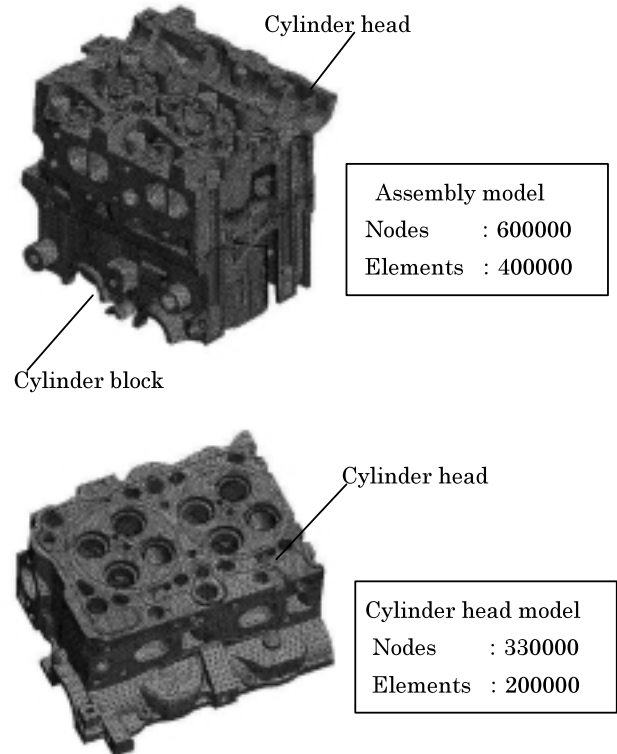 Cylinder head
Assembly model
Nodes : 600000
Elements : 400000
Cylinder block
Cylinder head
Cylinder head model
Nodes : 330000
Elements : 200000